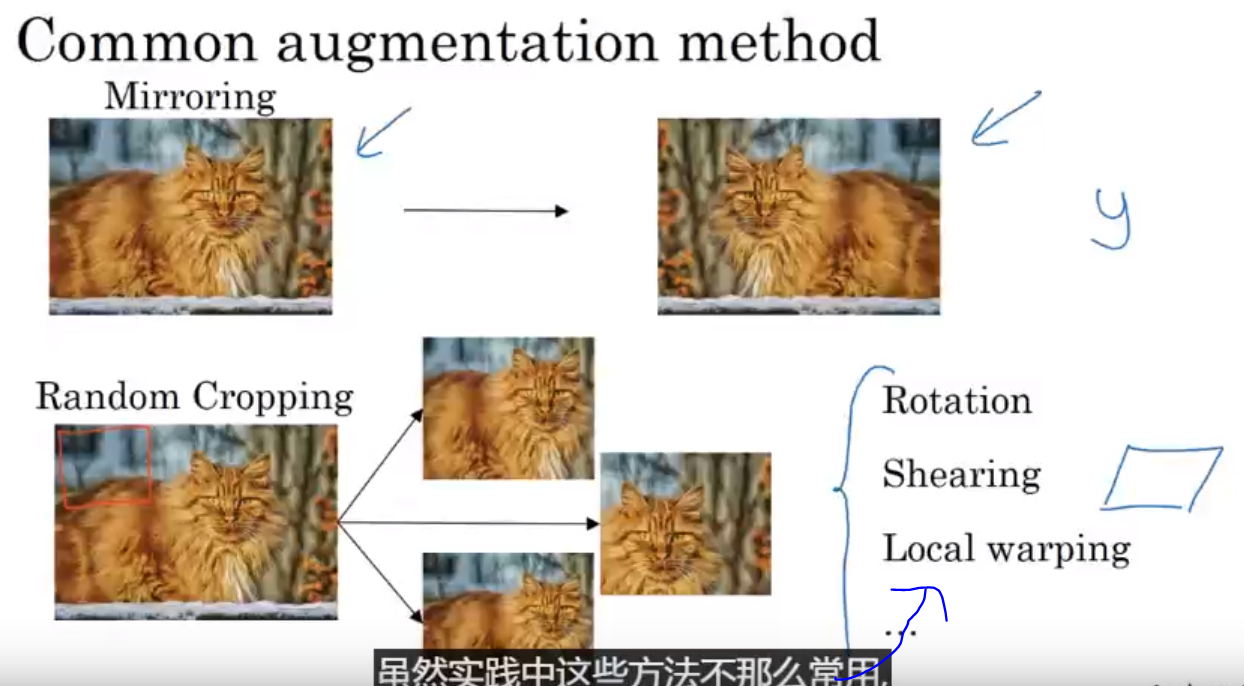 Common augmentation method
Mirroring
y
Random Cropping
Rotation
Shearing
Local warping
...
虽然实践中这些方法不那么常用,